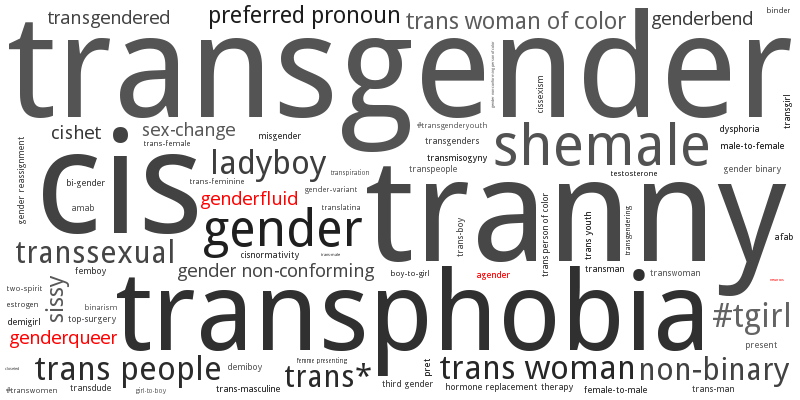 transgendered
preferred pronoun
trans woman of color
genderbend
binder
transgender
cissexism
transgirl
cishet
sex-change
misgender
#transgenderyouth
transgenders
shemale
dysphoria
trans-female
transmisogyny
male-to-female
gender reassignment
cis
ladyboy
transpiration
transpeople
testosterone
gender binary
bi-gender
trans-feminine
gender-variant
tranny
amab
genderfluid
translatina
gender
trans-boy
trans person of color
trans youth
transgendering
afab
transsexual
cisnormativity
femboy
gender non-conforming
boy-to-girl
agender
transman
transwoman
two-spirit
sissy
transphobia
estrogen
binarism
demigirl
top-surgery
#tgirl
genderqueer
present
trans people
demiboy
femme presenting
trans*
pret
trans woman
non-binary
third gender
hormone replacement therapy
#transwomen
transdude
girl-to-boy
trans-masculine
female-to-male
trans-man